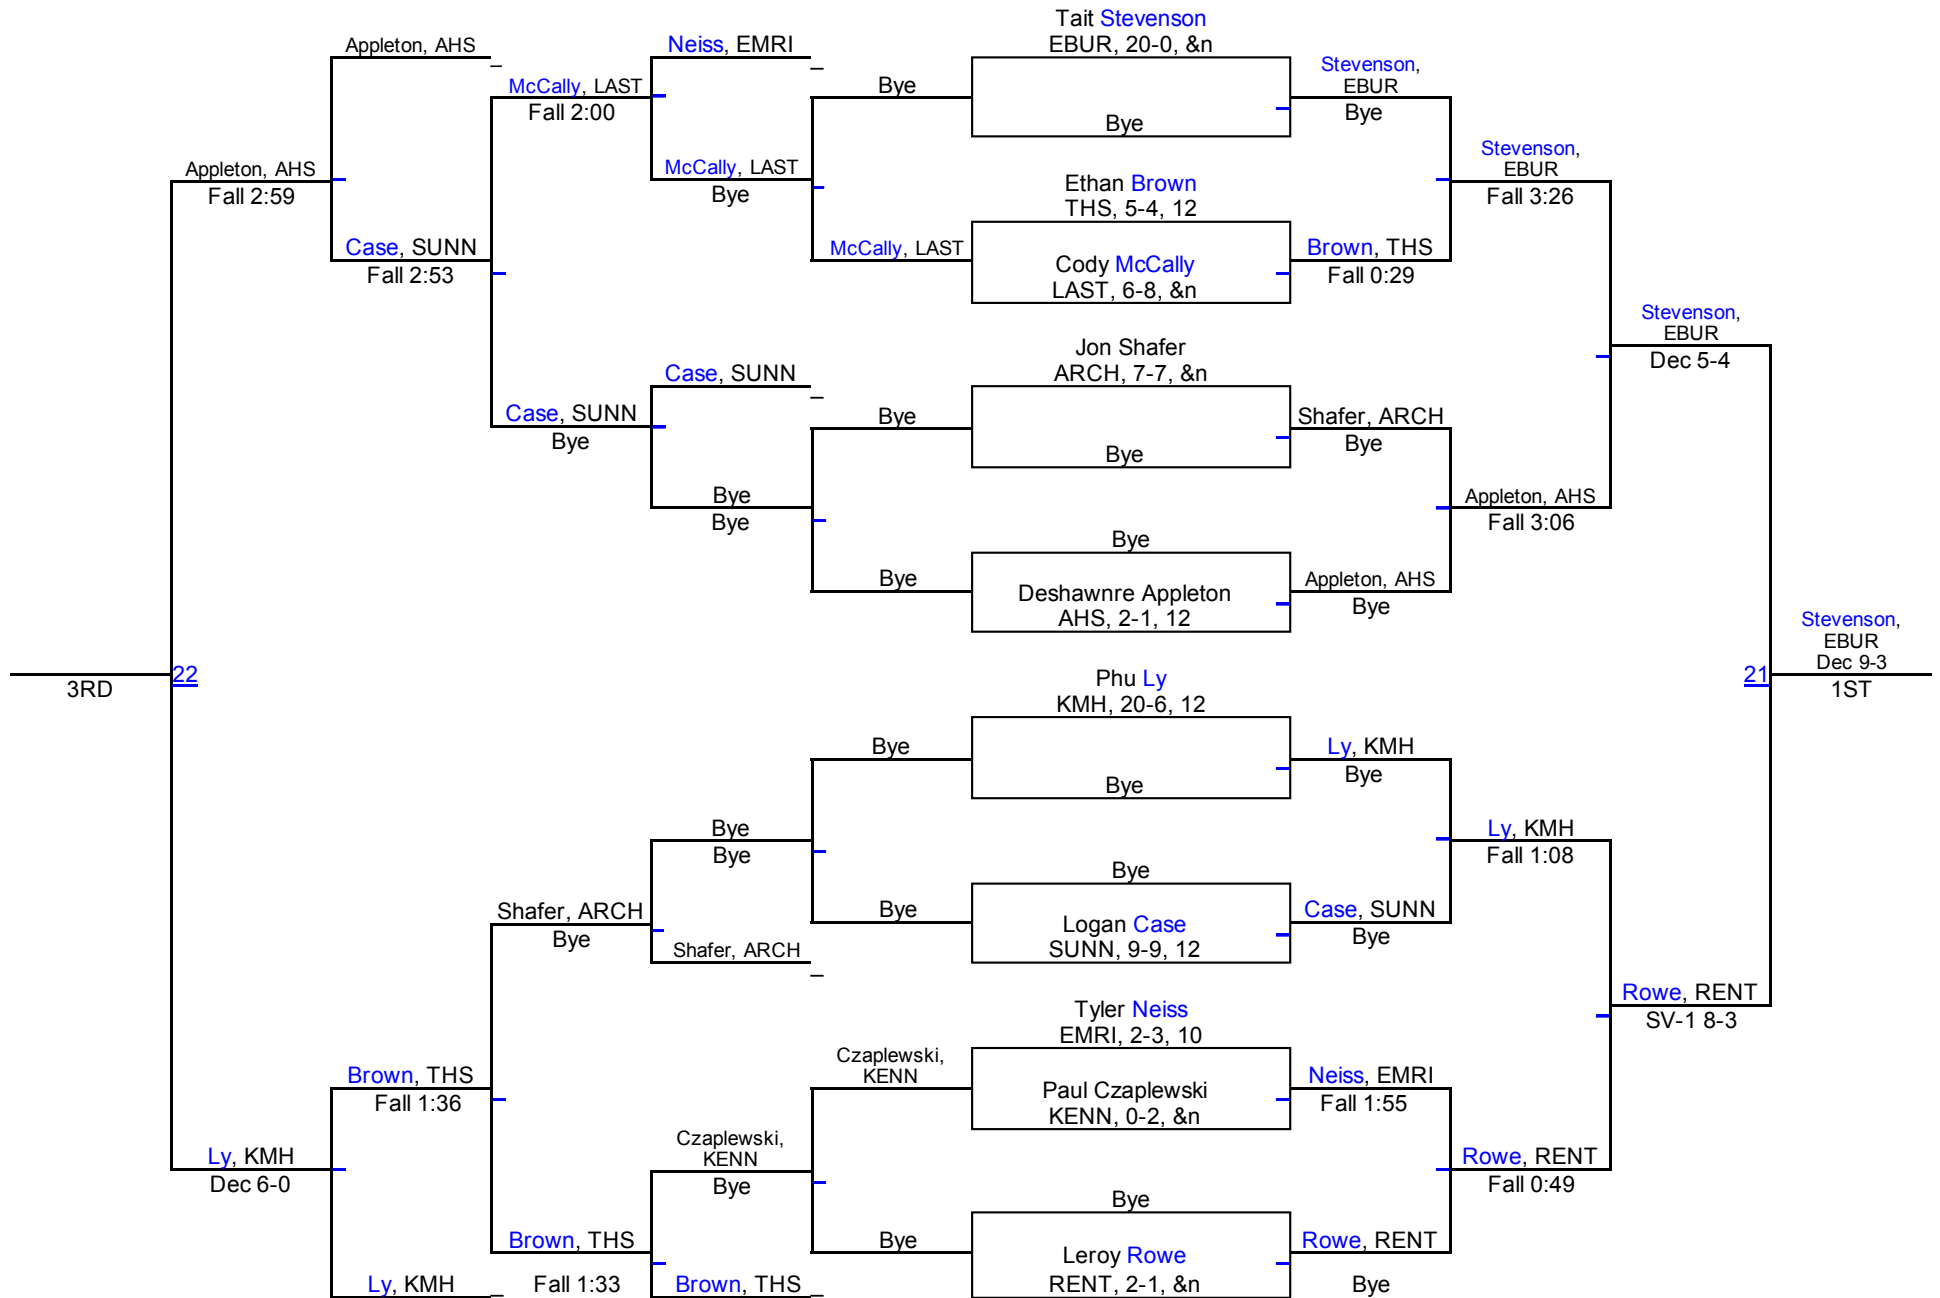 Tait Stevenson
EBUR, 20-0, &n
Appleton, AHS
Neiss, EMRI
Stevenson,
EBUR
Bye
McCally, LAST
Fall 2:00
Bye
Bye
Stevenson,
EBUR
Fall 3:26
Appleton, AHS
Fall 2:59
McCally, LAST
Bye
Ethan Brown
THS, 5-4, 12
Case, SUNN
Fall 2:53
McCally, LAST
Cody McCally
LAST, 6-8, &n
Brown, THS
Fall 0:29
Stevenson,
EBUR
Dec 5-4
Jon Shafer
ARCH, 7-7, &n
Case, SUNN
Case, SUNN
Bye
Bye
Bye
Shafer, ARCH
Bye
Bye
Bye
Appleton, AHS
Fall 3:06
Bye
Bye
Deshawnre Appleton
AHS, 2-1, 12
Appleton, AHS
Bye
Stevenson,
EBUR
Dec 9-3
1ST
3RD
22
21
Phu Ly
KMH, 20-6, 12
Bye
Bye
Ly, KMH
Bye
Bye
Bye
Ly, KMH
Fall 1:08
Bye
Shafer, ARCH
Bye
Bye
Logan Case
SUNN, 9-9, 12
Case, SUNN
Bye
Shafer, ARCH
Rowe, RENT
SV-1 8-3
Tyler Neiss
EMRI, 2-3, 10
Czaplewski,
KENN
Brown, THS
Fall 1:36
Paul Czaplewski
KENN, 0-2, &n
Neiss, EMRI
Fall 1:55
Czaplewski,
KENN
Bye
Ly, KMH
Dec 6-0
Rowe, RENT
Fall 0:49
Bye
Brown, THS
Fall 1:33
Bye
Leroy Rowe
RENT, 2-1, &n
Rowe, RENT
Bye
Ly, KMH
Brown, THS